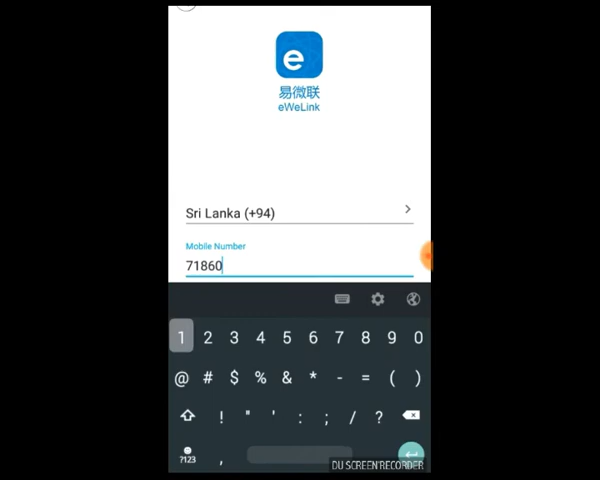 e
易微联
eWeLink
Sri Lanka (+94)
Mobile Number
71860
1 2 3 4 5 6 7 8 9 0
@ # $ % & * - = ( )
! " ' : ; / ?
?123 ,
DU SCREEN RECORDER